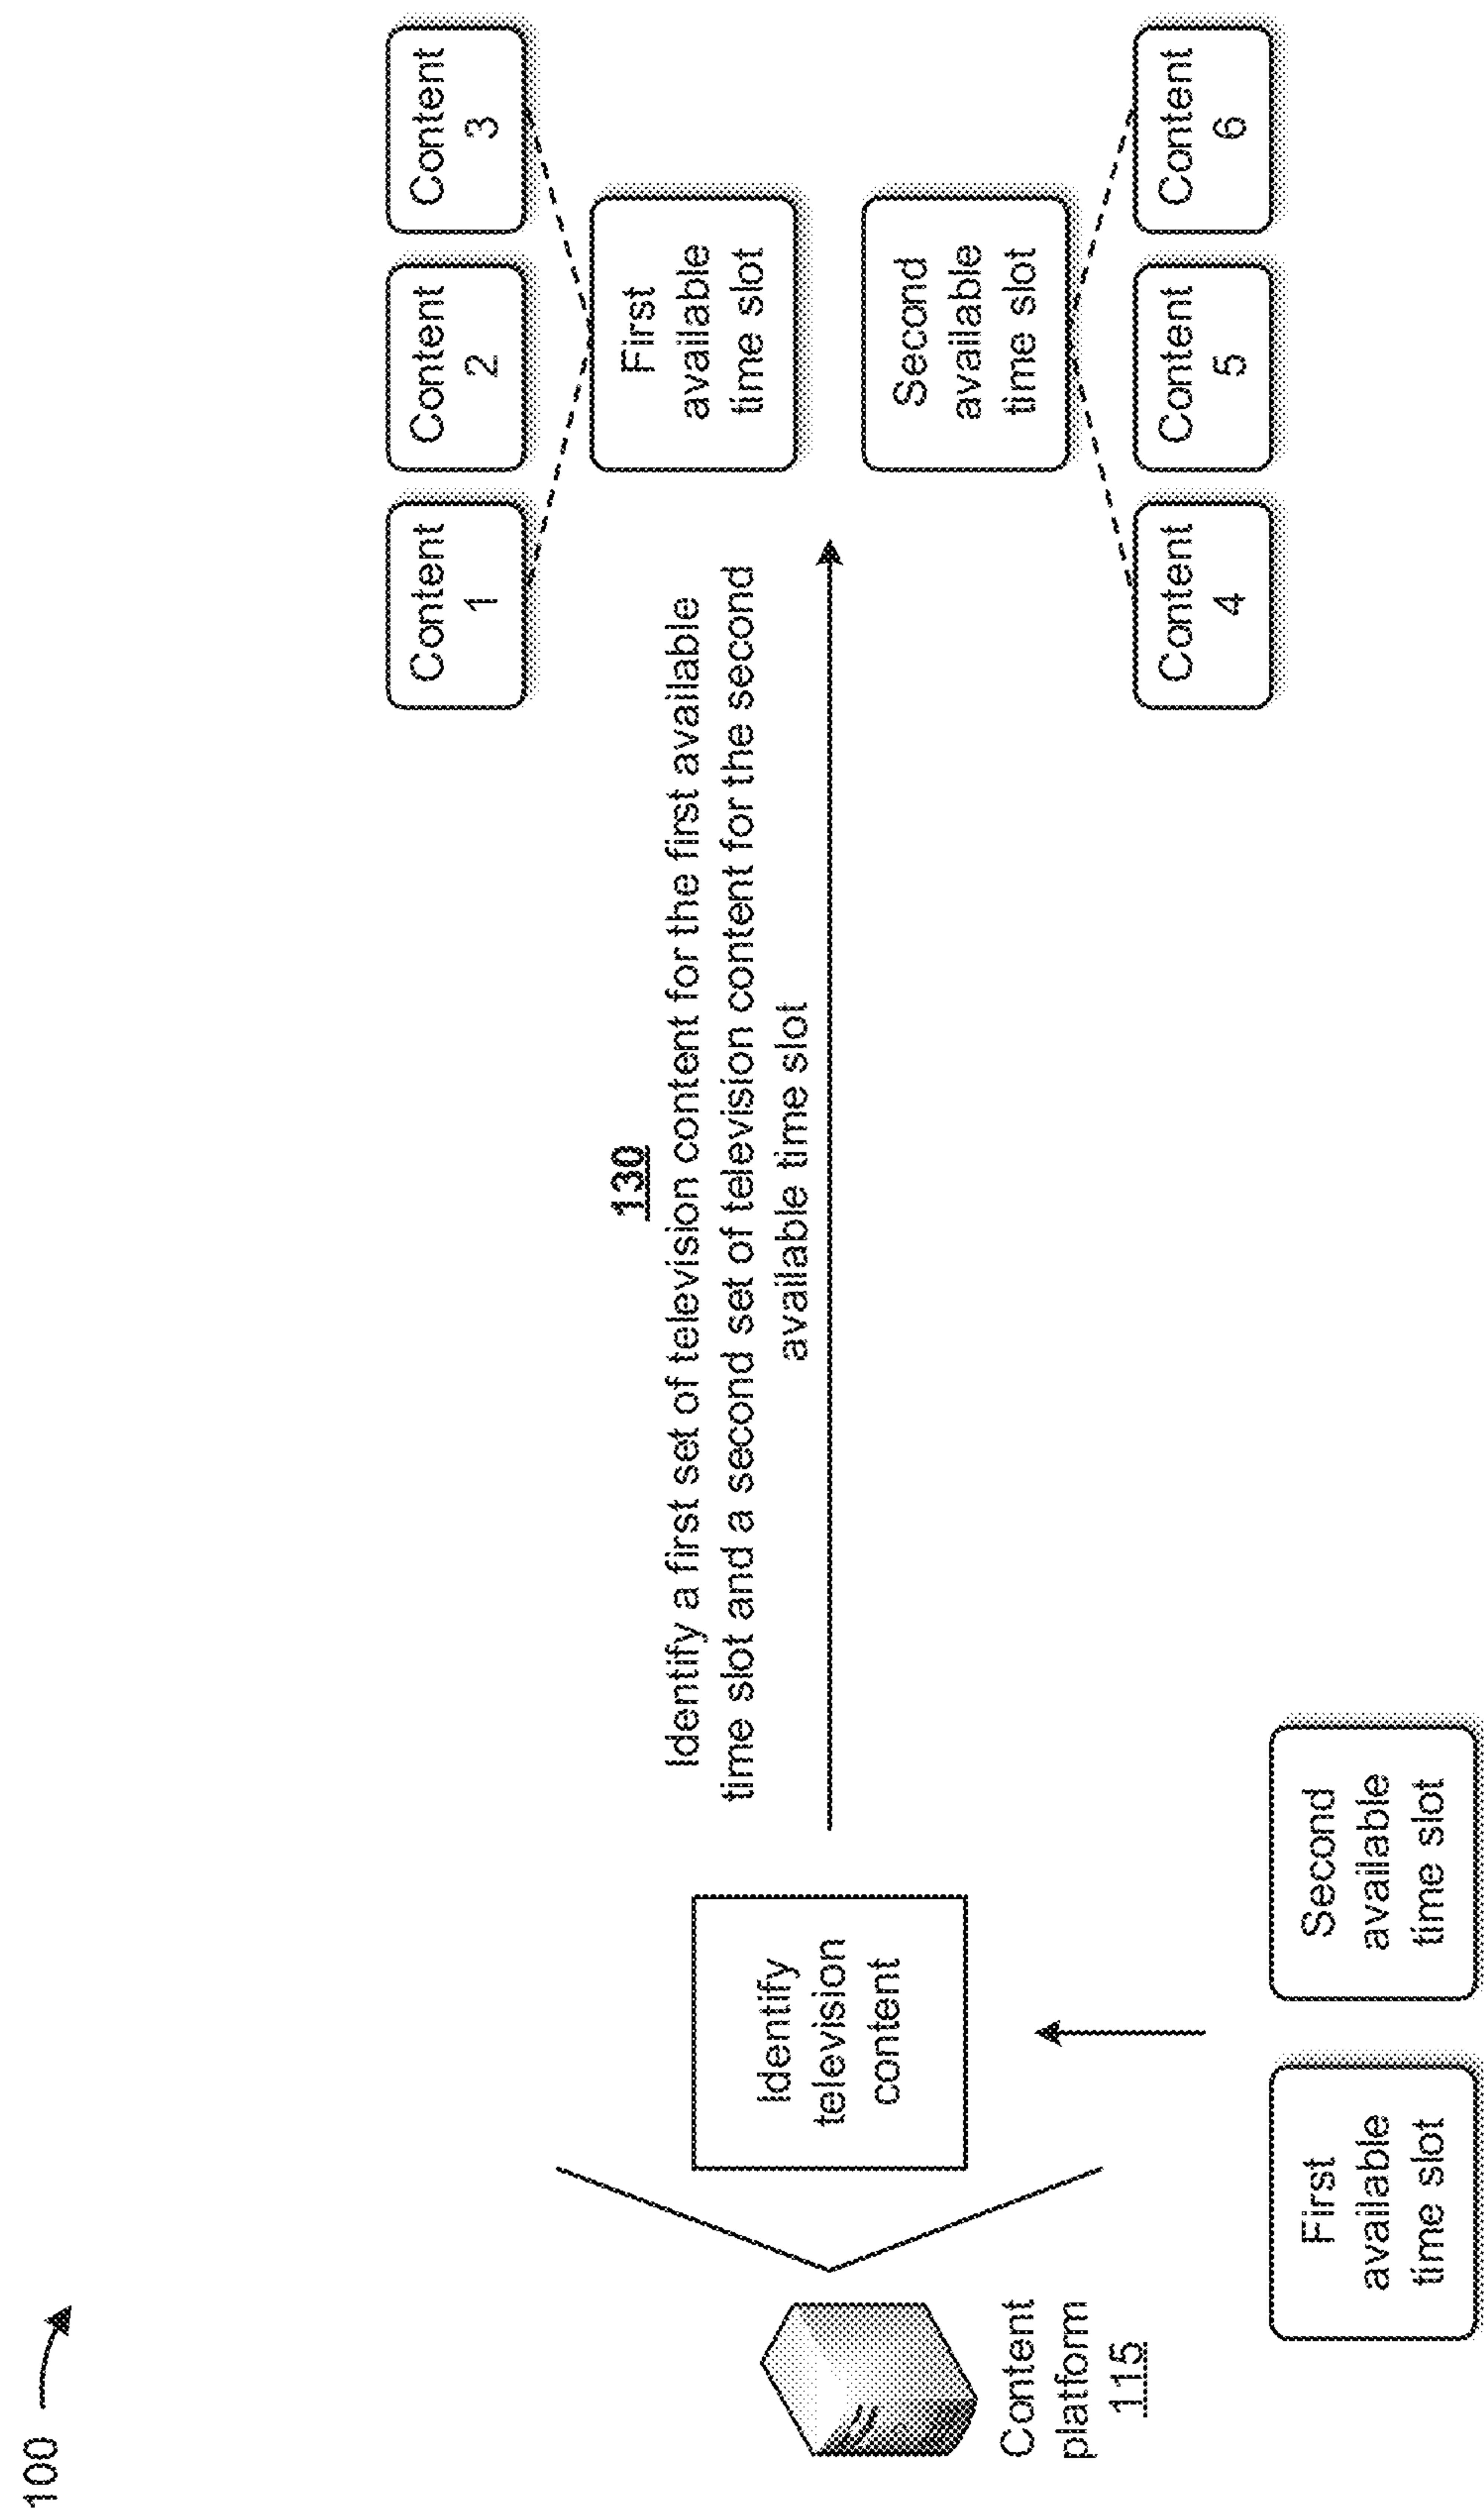 100
Content
platform
115
Identify
television
content
First
available
time slot
Second
available
time slot
130
Identify a first set of television content for the first available
time slot and a second set of television content for the second
available time slot
Content
1
Content
2
Content
3
First
available
time slot
Second
available
time slot
Content
4
Content
5
Content
6